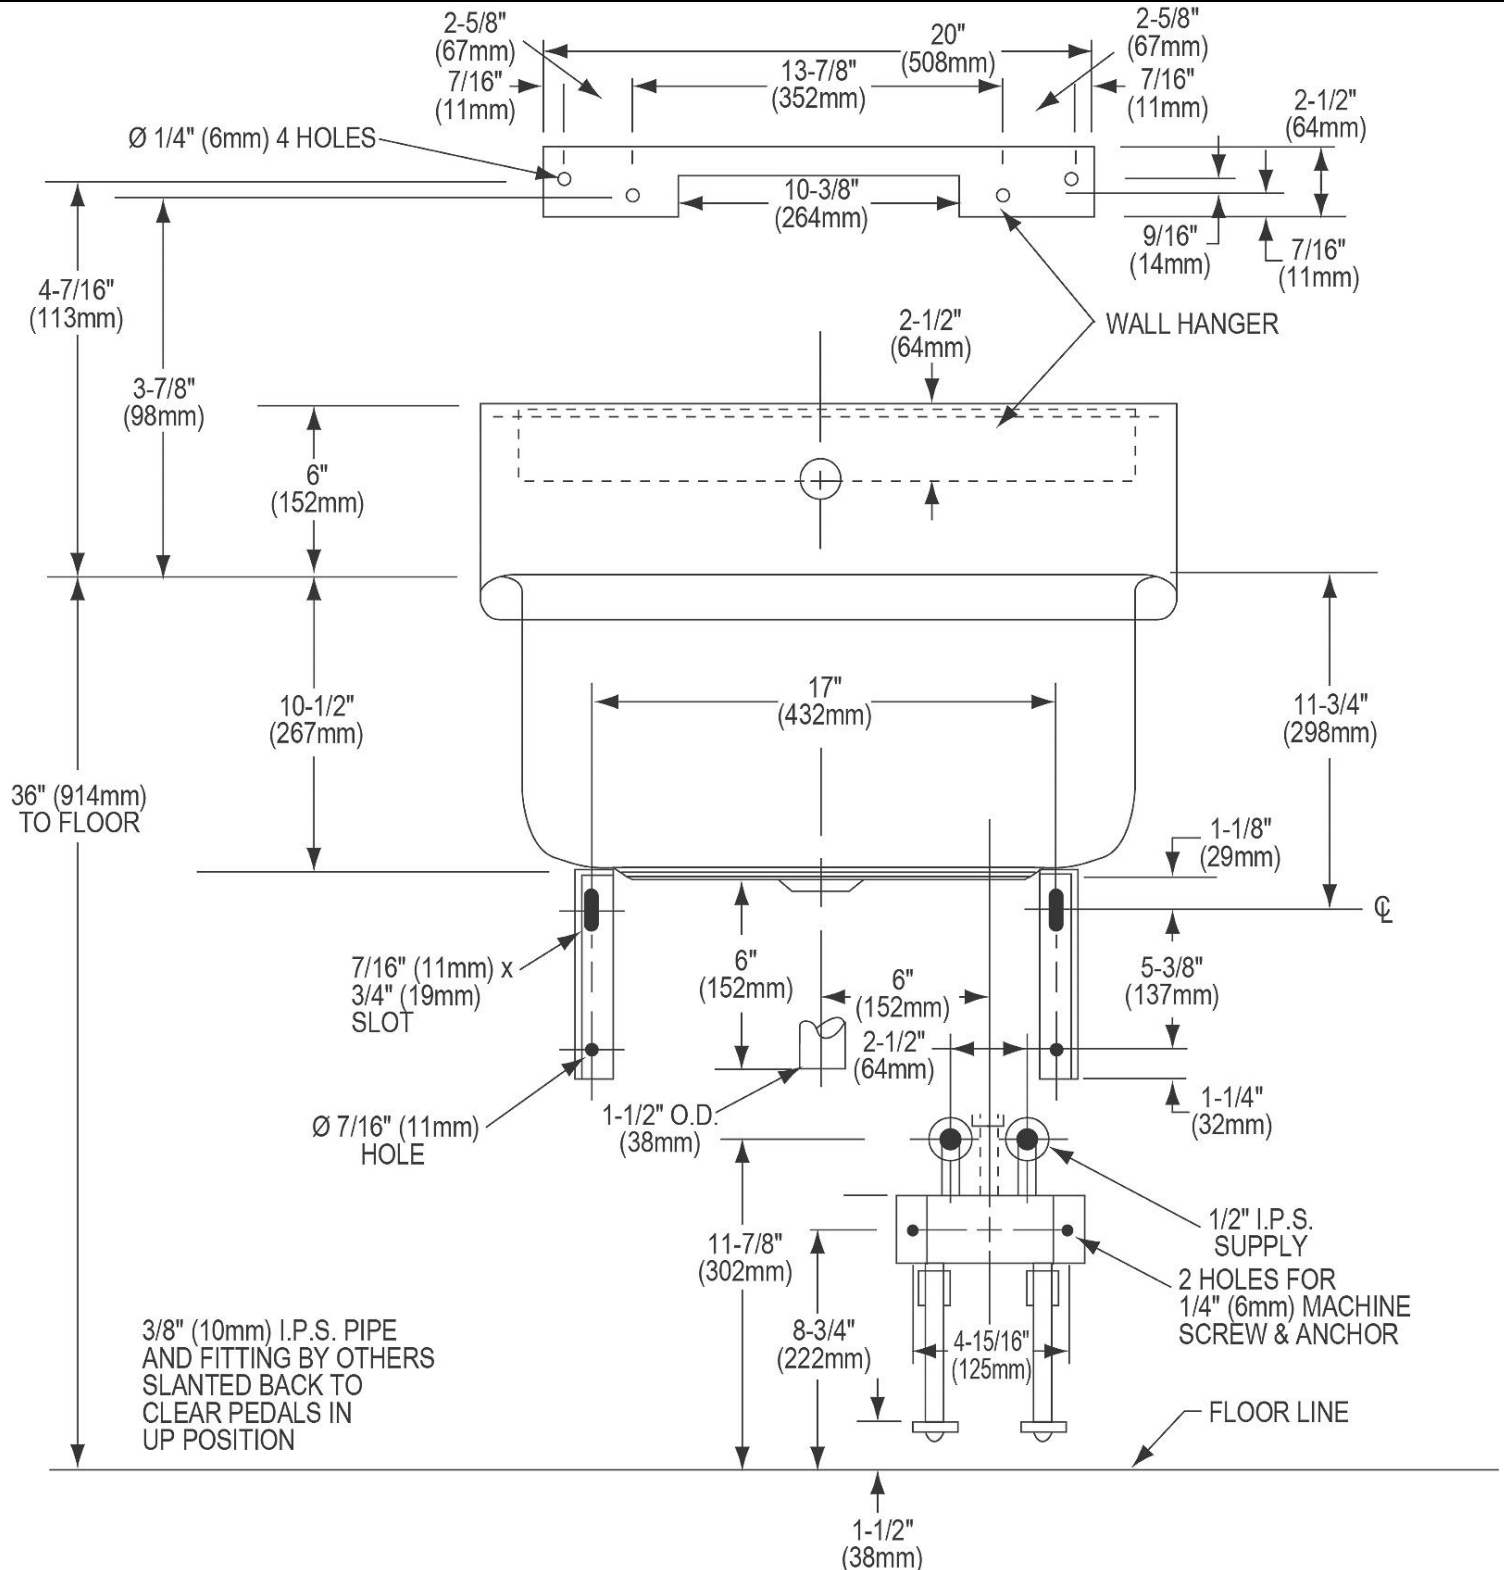 2-5/8"
(67mm)
20"
(508mm)
2-5/8"
(67mm)
7/16"
(11mm)
13-7/8"
(352mm)
7/16"
(11mm)
2-1/2"
(64mm)
Ø 1/4" (6mm) 4 HOLES
10-3/8"
(264mm)
9/16"
(14mm)
7/16"
(11mm)
4-7/16"
(113mm)
WALL HANGER
2-1/2"
(64mm)
3-7/8"
(98mm)
6"
(152mm)
17"
(432mm)
10-1/2"
(267mm)
11-3/4"
(298mm)
36" (914mm)
TO FLOOR
1-1/8"
(29mm)
℄
7/16" (11mm) x
3/4" (19mm)
SLOT
6"
(152mm)
6"
(152mm)
5-3/8"
(137mm)
2-1/2"
(64mm)
1-1/2" O.D.
(38mm)
1-1/4"
(32mm)
Ø 7/16" (11mm)
HOLE
1/2" I.P.S.
SUPPLY
11-7/8"
(302mm)
2 HOLES FOR
1/4" (6mm) MACHINE
SCREW & ANCHOR
8-3/4"
(222mm)
4-15/16"
(125mm)
3/8" (10mm) I.P.S. PIPE
AND FITTING BY OTHERS
SLANTED BACK TO
CLEAR PEDALS IN
UP POSITION
FLOOR LINE
1-1/2"
(38mm)